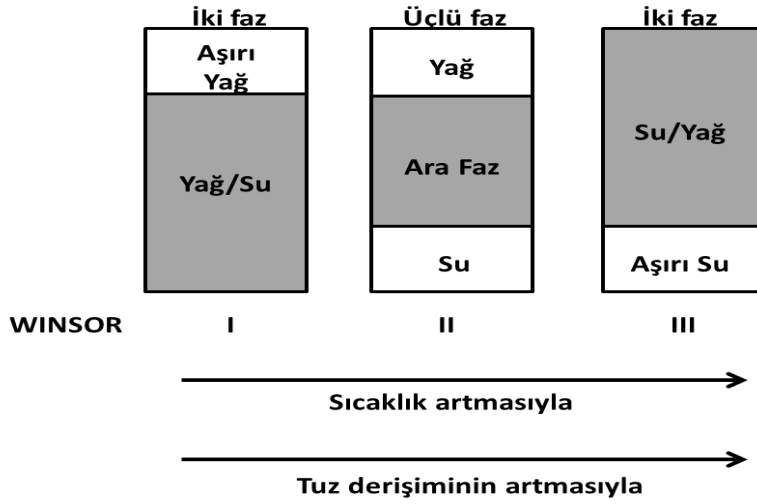 İki faz
Üçlü faz
İki faz
Aşırı
Yağ
Yağ
Su/Yağ
Yağ/Su
Ara Faz
Su
Aşırı Su
WINSOR I II III
Sıcaklık artmasıyla
Tuz derişiminin artmasıyla